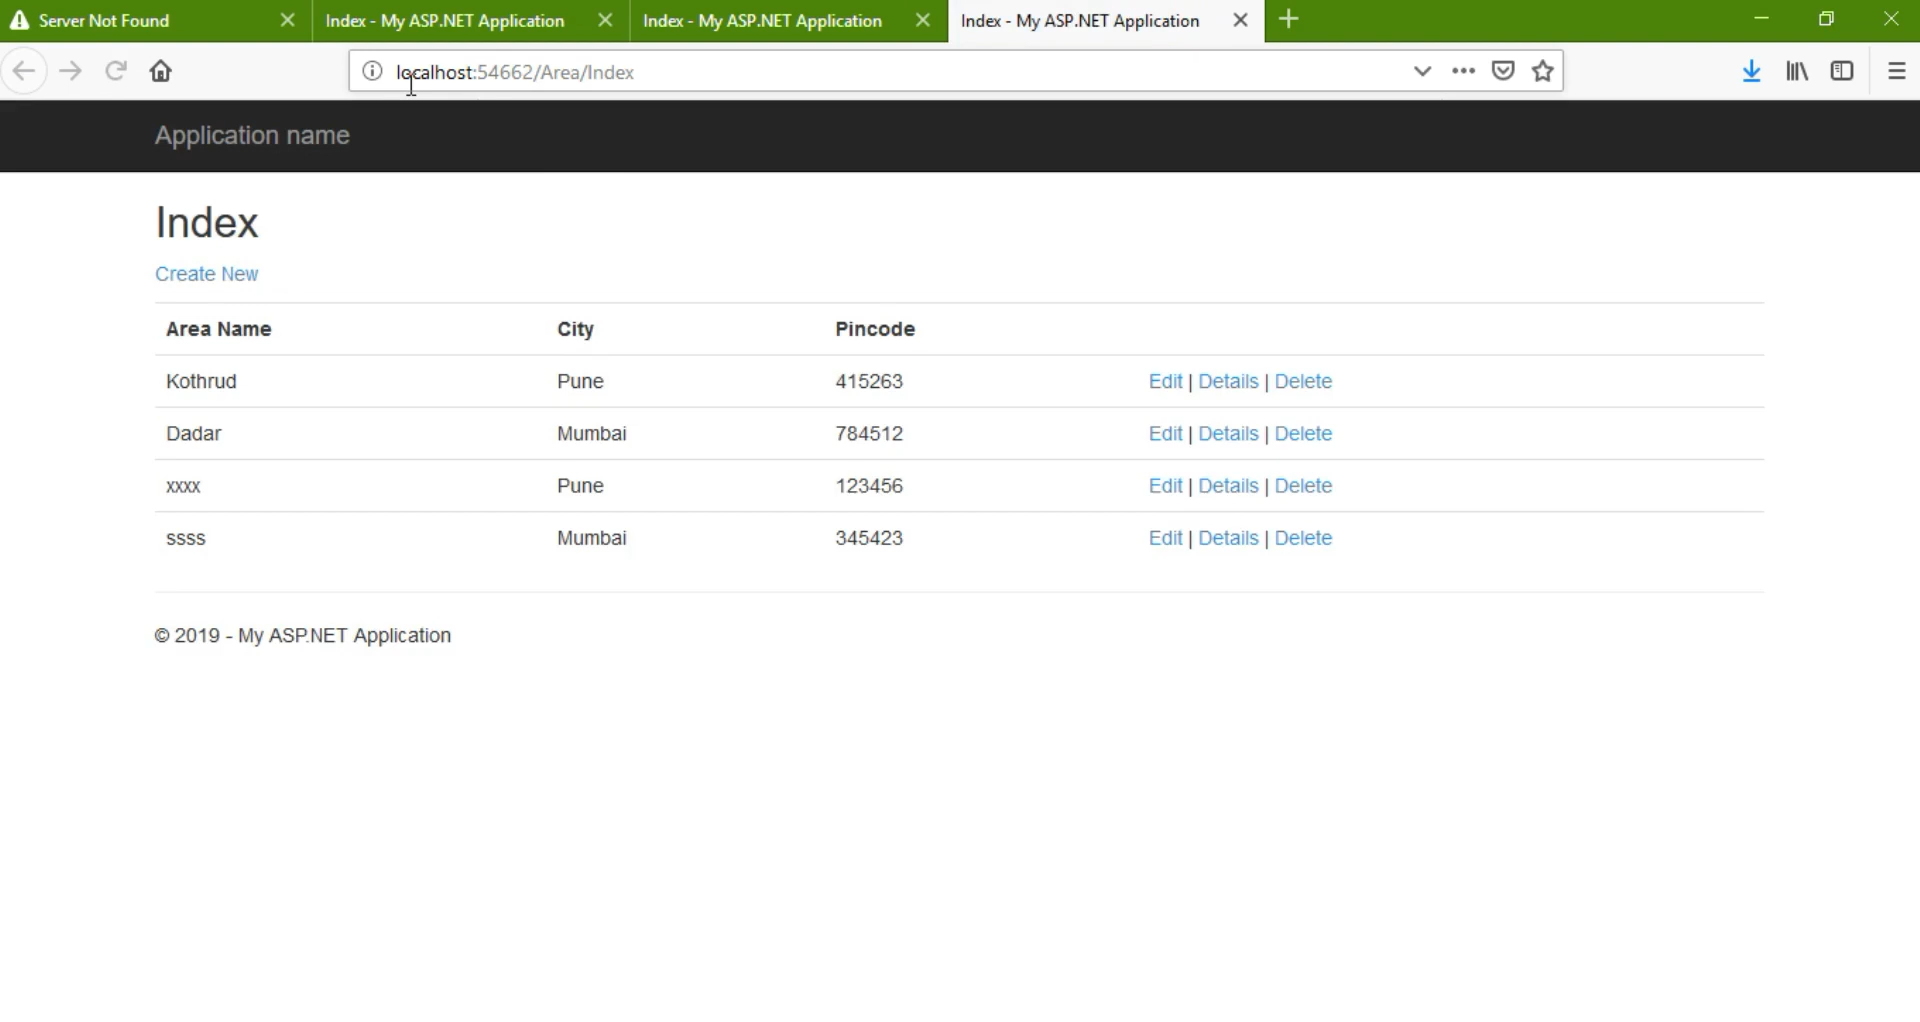 Server Not Found
Index - My ASP.NET Application
Index - My ASP.NET Application
Index - My ASP.NET Application
localhost:54662/Area/Index
Application name
Index
Create New
Area Name City Pincode
Kothrud Pune 415263 Edit | Details | Delete
Dadar Mumbai 784512 Edit | Details | Delete
xxxx Pune 123456 Edit | Details | Delete
ssss Mumbai 345423 Edit | Details | Delete
© 2019 - My ASP.NET Application